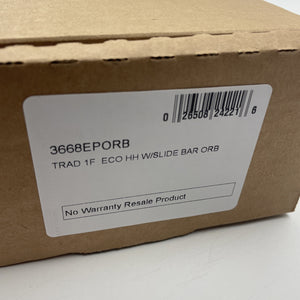 0 26508 24221 6
3668EPORB
TRAD 1F ECO HH W/SLIDE BAR ORB
No Warranty Resale Product